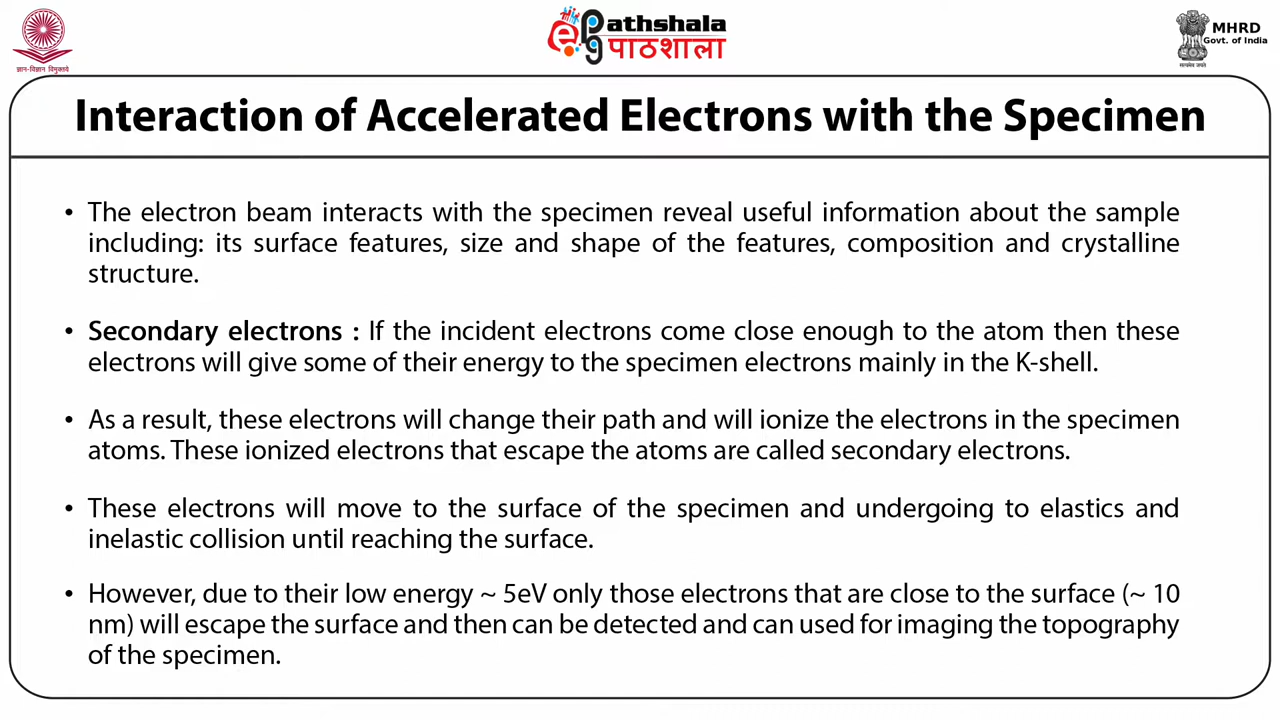 ज्ञान-विज्ञान विमुक्तये
ePathshala
पाठशाला
MHRD
Govt. of India
सत्यमेव जयते
Interaction of Accelerated Electrons with the Specimen
• The electron beam interacts with the specimen reveal useful information about the sample
including: its surface features, size and shape of the features, composition and crystalline
structure.
• Secondary electrons : If the incident electrons come close enough to the atom then these
electrons will give some of their energy to the specimen electrons mainly in the K-shell.
• As a result, these electrons will change their path and will ionize the electrons in the specimen
atoms. These ionized electrons that escape the atoms are called secondary electrons.
• These electrons will move to the surface of the specimen and undergoing to elastics and
inelastic collision until reaching the surface.
• However, due to their low energy ~ 5eV only those electrons that are close to the surface (~ 10
nm) will escape the surface and then can be detected and can used for imaging the topography
of the specimen.